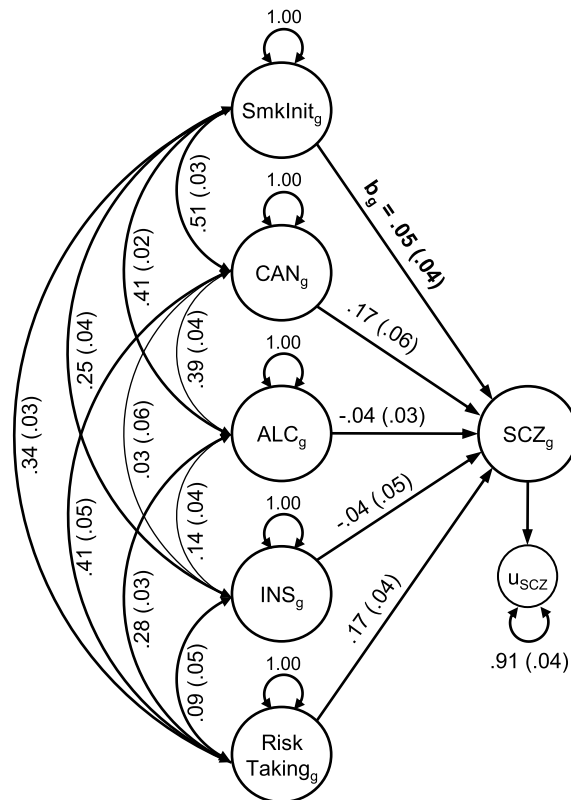 1.00
SmkInit_g
1.00
CAN_g
1.00
ALC_g
1.00
INS_g
1.00
Risk
Taking_g
.51 (.03)
.41 (.02)
.25 (.04)
.34 (.03)
.39 (.04)
.03 (.06)
.41 (.05)
.14 (.04)
.28 (.03)
.09 (.05)
b_g = .05 (.04)
.17 (.06)
-.04 (.03)
-.04 (.05)
.17 (.04)
SCZ_g
u_SCZ
.91 (.04)